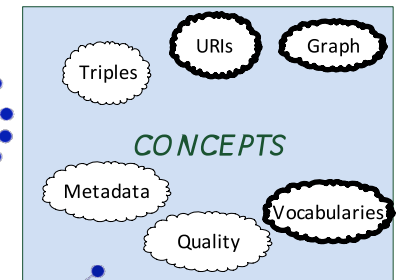 URIs
Graph
Triples
CONCEPTS
Metadata
Vocabularies
Quality